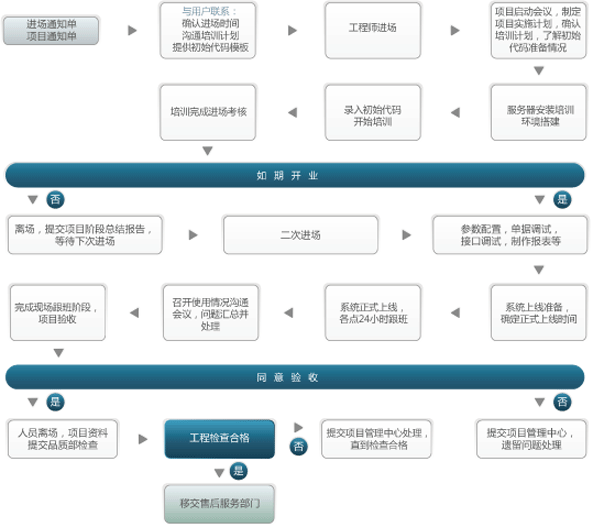 进场通知单
项目通知单
与用户联系：
确认进场时间
沟通培训计划
提供初始代码模板
工程师进场
项目启动会议，制定
项目实施计划，确认
培训计划，了解初始
代码准备情况
培训完成进场考核
录入初始代码
开始培训
服务器安装培训
环境搭建
如期开业
否
是
离场，提交项目阶段总结报告，
等待下次进场
二次进场
参数配置，单据调试，
接口调试，制作报表等
完成现场跟班阶段，
项目验收
召开使用情况沟通
会议，问题汇总并
处理
系统正式上线，
各点24小时跟班
系统上线准备，
确定正式上线时间
同意验收
是
否
人员离场，项目资料
提交品质部检查
工程检查合格
否
提交项目管理中心处理，
直到检查合格
提交项目管理中心，
遗留问题处理
是
移交售后服务部门